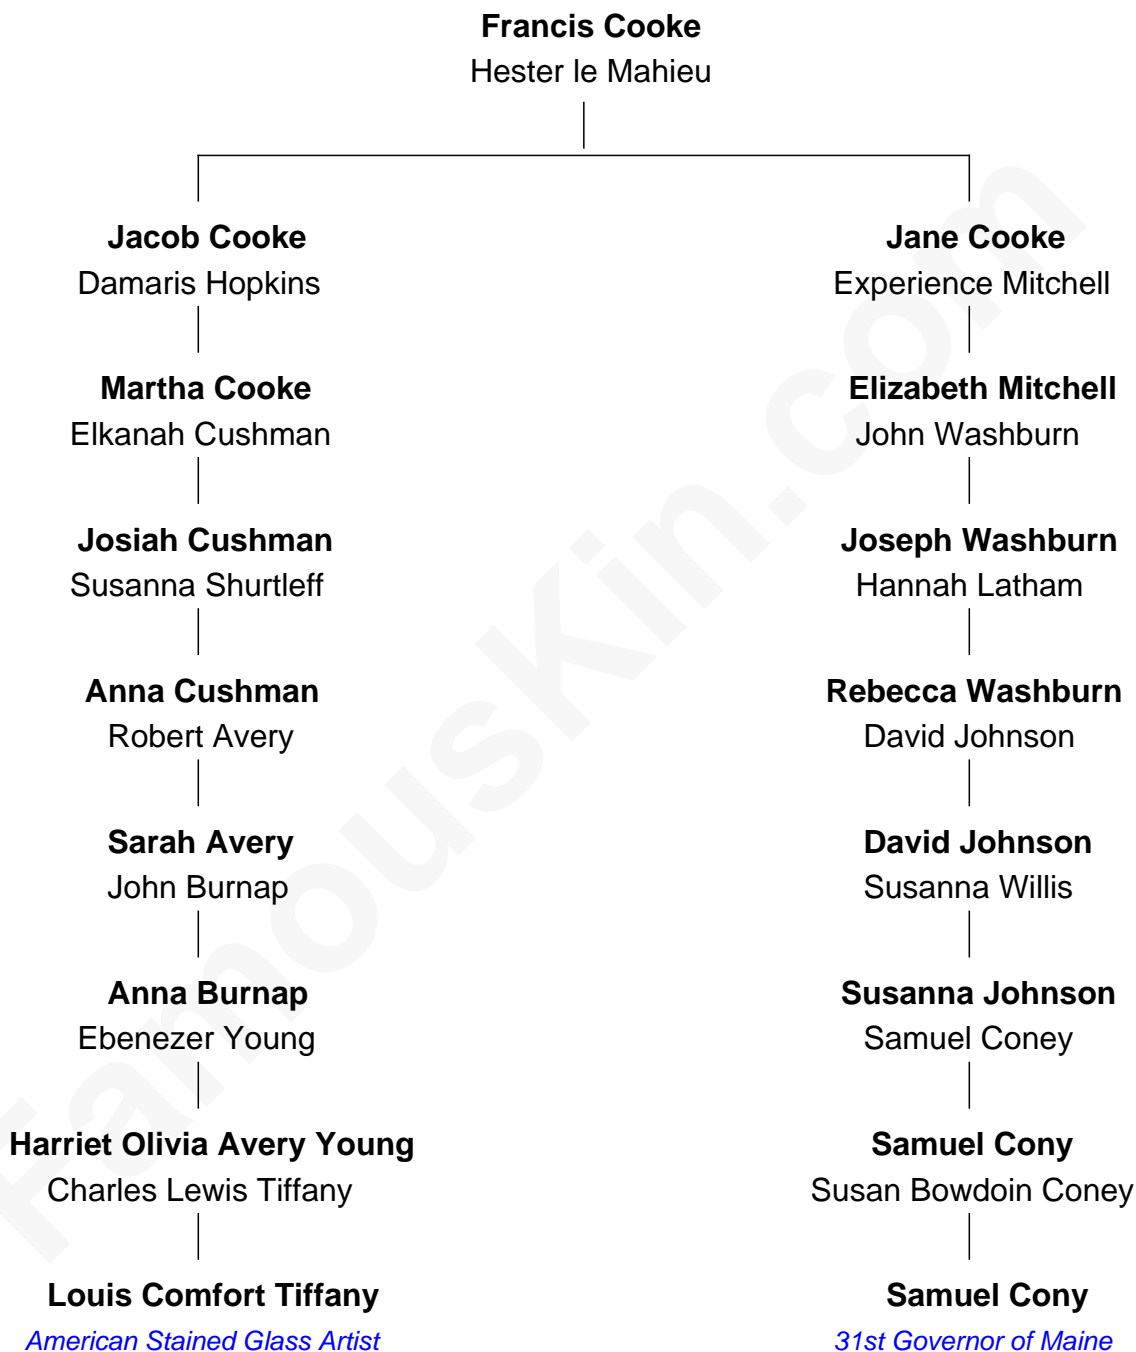 Francis Cooke
Hester le Mahieu
Jacob Cooke
Damaris Hopkins
Jane Cooke
Experience Mitchell
Martha Cooke
Elkanah Cushman
Elizabeth Mitchell
John Washburn
Josiah Cushman
Susanna Shurtleff
Joseph Washburn
Hannah Latham
Anna Cushman
Robert Avery
Rebecca Washburn
David Johnson
Sarah Avery
John Burnap
David Johnson
Susanna Willis
Anna Burnap
Ebenezer Young
Susanna Johnson
Samuel Coney
Harriet Olivia Avery Young
Charles Lewis Tiffany
Samuel Cony
Susan Bowdoin Coney
Louis Comfort Tiffany
American Stained Glass Artist
Samuel Cony
31st Governor of Maine
FamousKin.com